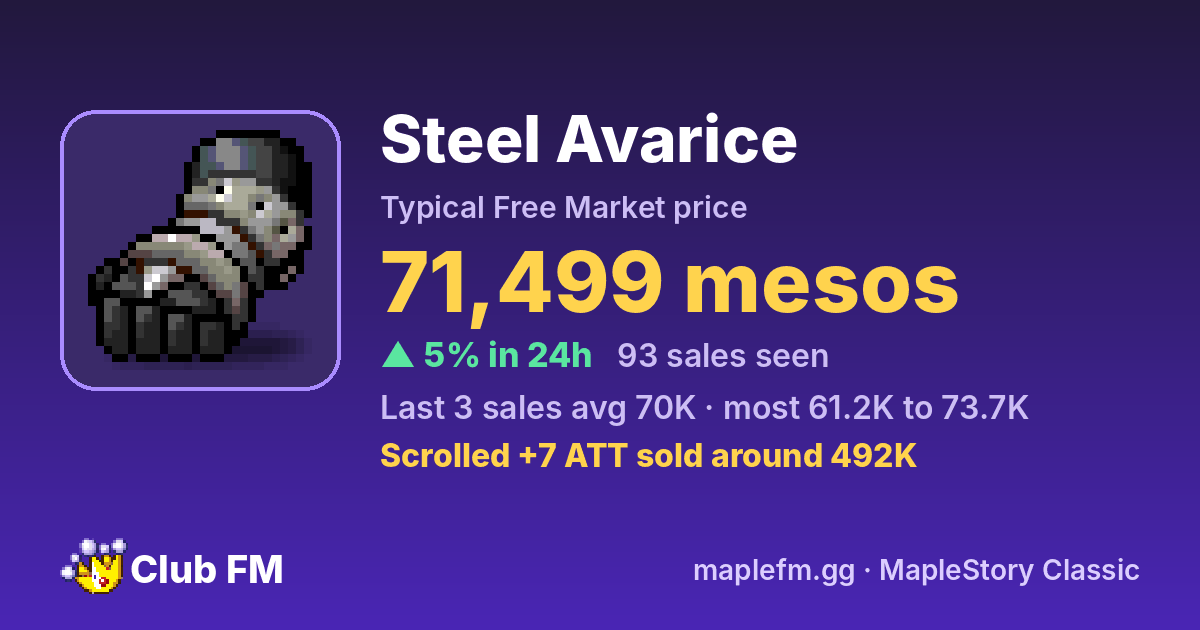 Steel Avarice
Typical Free Market price
71,499 mesos
▲ 5% in 24h 93 sales seen
Last 3 sales avg 70K · most 61.2K to 73.7K
Scrolled +7 ATT sold around 492K
Club FM
maplefm.gg · MapleStory Classic